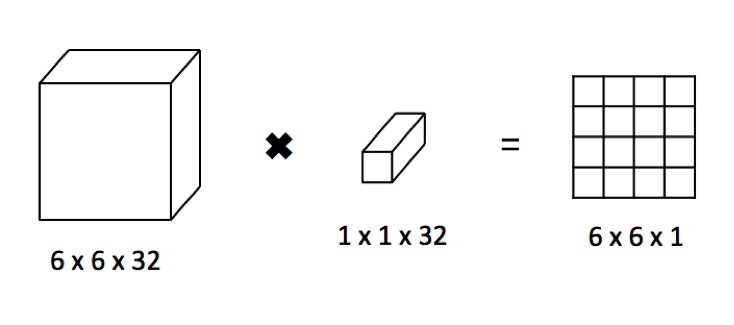 6 x 6 x 32
✖
1 x 1 x 32
=
6 x 6 x 1